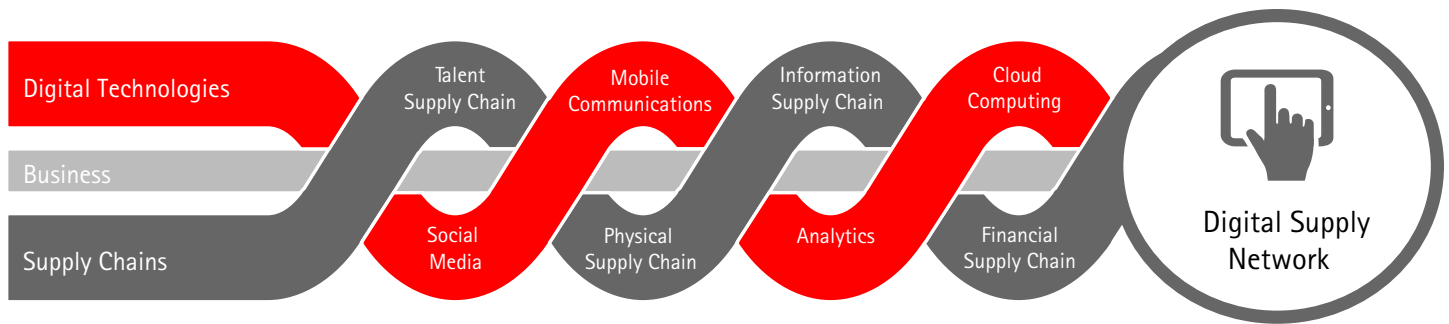 Digital Technologies
Business
Supply Chains
Talent
Supply Chain
Social
Media
Mobile
Communications
Physical
Supply Chain
Information
Supply Chain
Analytics
Cloud
Computing
Financial
Supply Chain
Digital Supply
Network